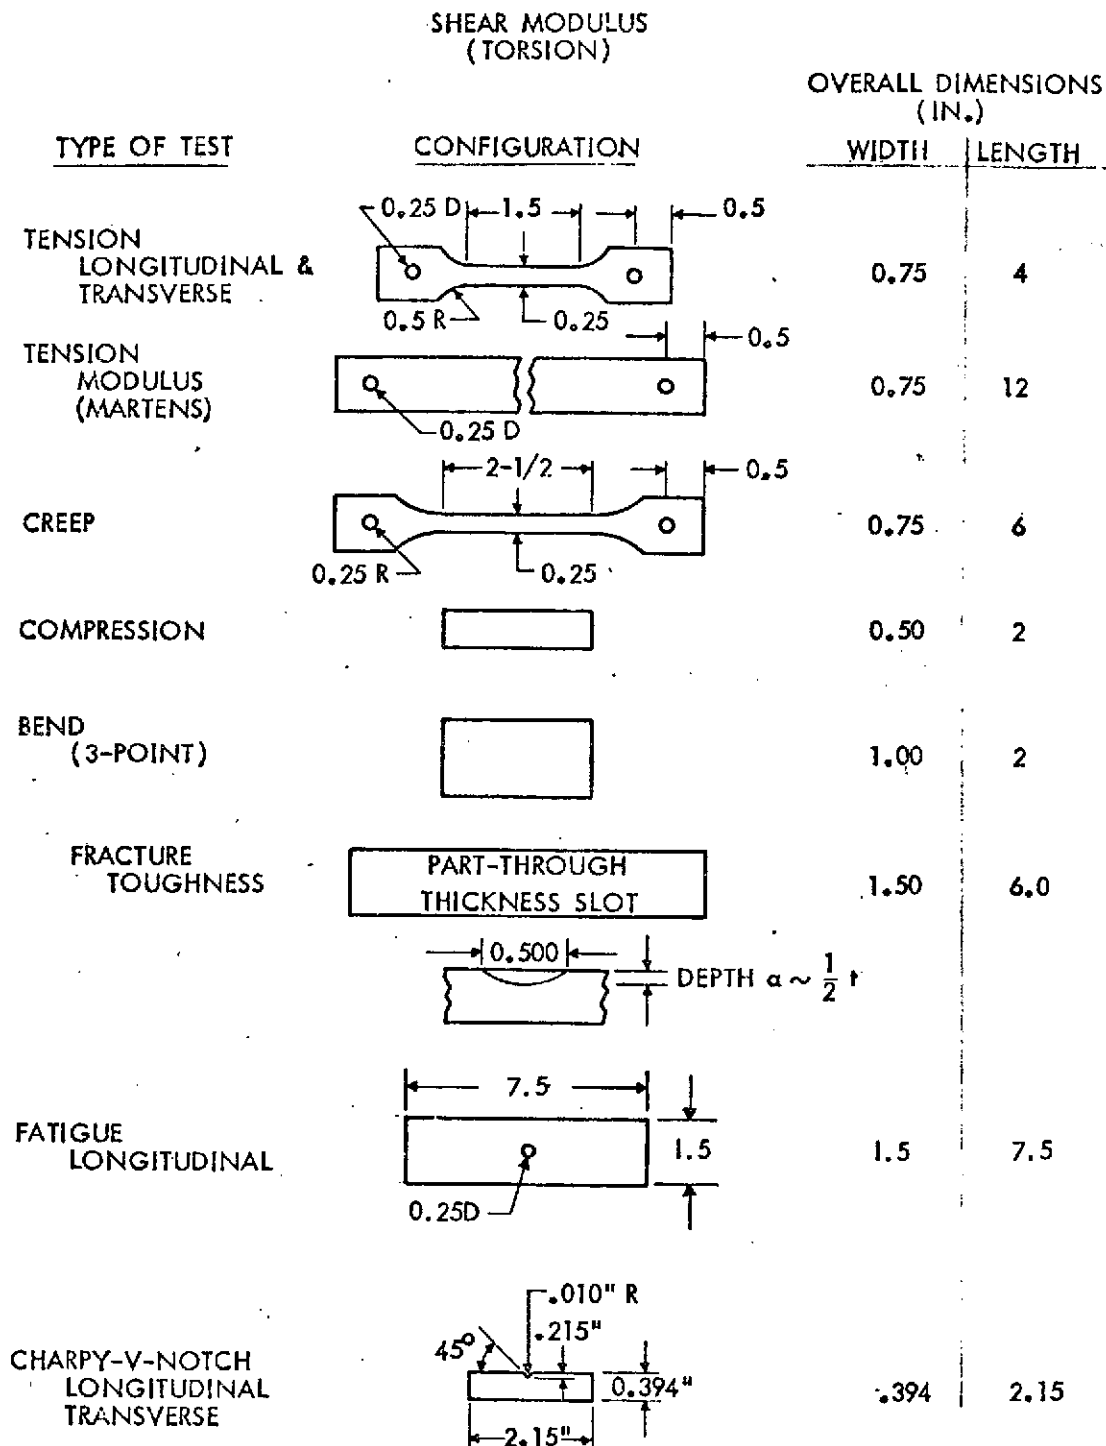 SHEAR MODULUS
(TORSION)
OVERALL DIMENSIONS
(IN.)
TYPE OF TEST
CONFIGURATION
WIDTH
LENGTH
0.25 D
1.5
0.5
TENSION
LONGITUDINAL &
TRANSVERSE
0.5 R
0.25
0.75
4
TENSION
MODULUS
(MARTENS)
0.5
0.25 D
0.75
12
2-1/2
0.5
CREEP
0.25 R
0.25
0.75
6
COMPRESSION
0.50
2
BEND
(3-POINT)
1.00
2
FRACTURE
TOUGHNESS
PART-THROUGH
THICKNESS SLOT
1.50
6.0
0.500
DEPTH a ~ 1/2 t
7.5
FATIGUE
LONGITUDINAL
1.5
0.25D
1.5
7.5
.010" R
.215"
45°
CHARPY-V-NOTCH
LONGITUDINAL
TRANSVERSE
0.394"
2.15"
.394
2.15